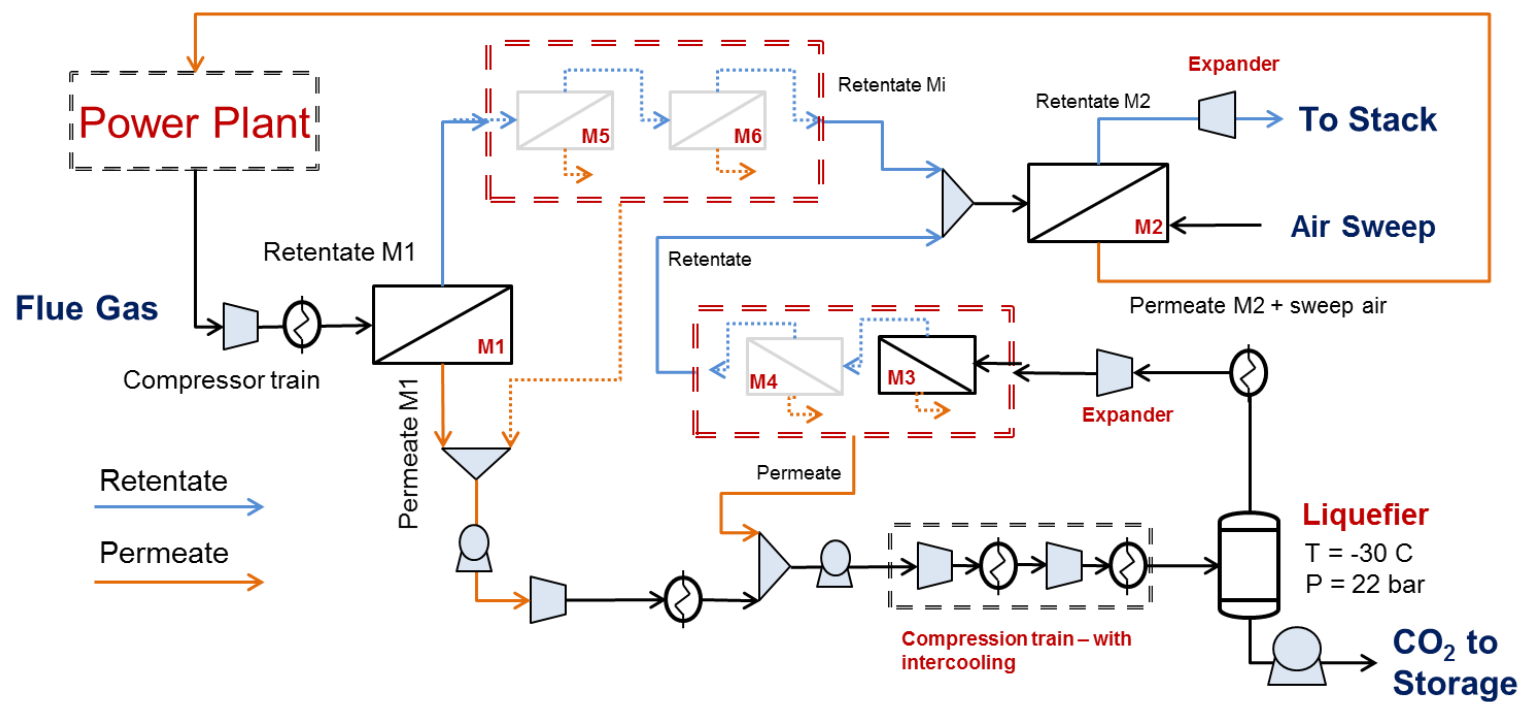 Expander
Retentate Mi
Retentate M2
Power Plant
To Stack
M5
M6
M2
Air Sweep
Retentate M1
Retentate
Flue Gas
Permeate M2 + sweep air
M1
Compressor train
M4
M3
Expander
Permeate M1
Permeate
Retentate
Permeate
Liquefier
T = -30 C
P = 22 bar
Compression train – with
intercooling
CO₂ to
Storage